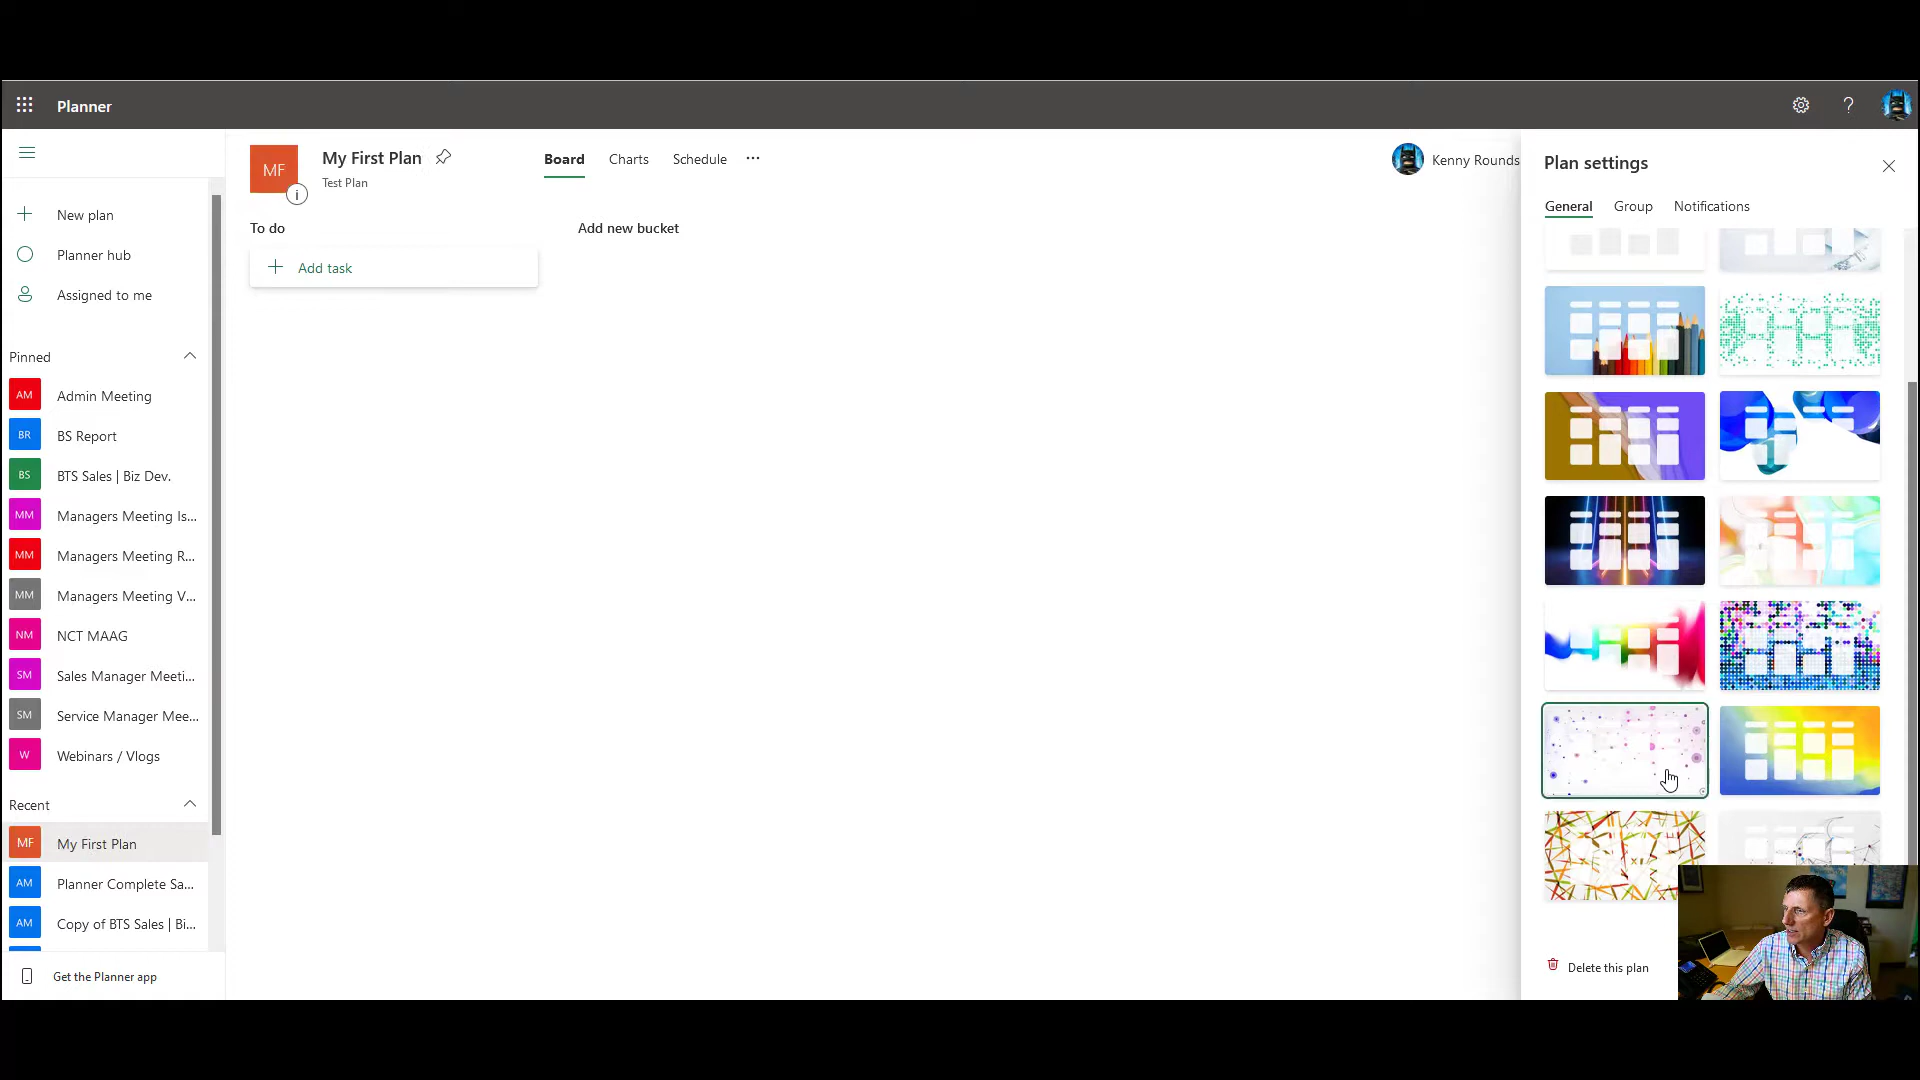 Planner
?
New plan
Planner hub
Assigned to me
Pinned
AM Admin Meeting
BR BS Report
BS BTS Sales | Biz Dev.
MM Managers Meeting Is...
MM Managers Meeting R...
MM Managers Meeting V...
NM NCT MAAG
SM Sales Manager Meeti...
SM Service Manager Mee...
W Webinars / Vlogs
Recent
MF My First Plan
AM Planner Complete Sa...
AM Copy of BTS Sales | Bi...
Get the Planner app
MF
i
My First Plan
Test Plan
Board Charts Schedule ...
Kenny Rounds
To do
Add new bucket
Add task
Plan settings
General Group Notifications
Delete this plan